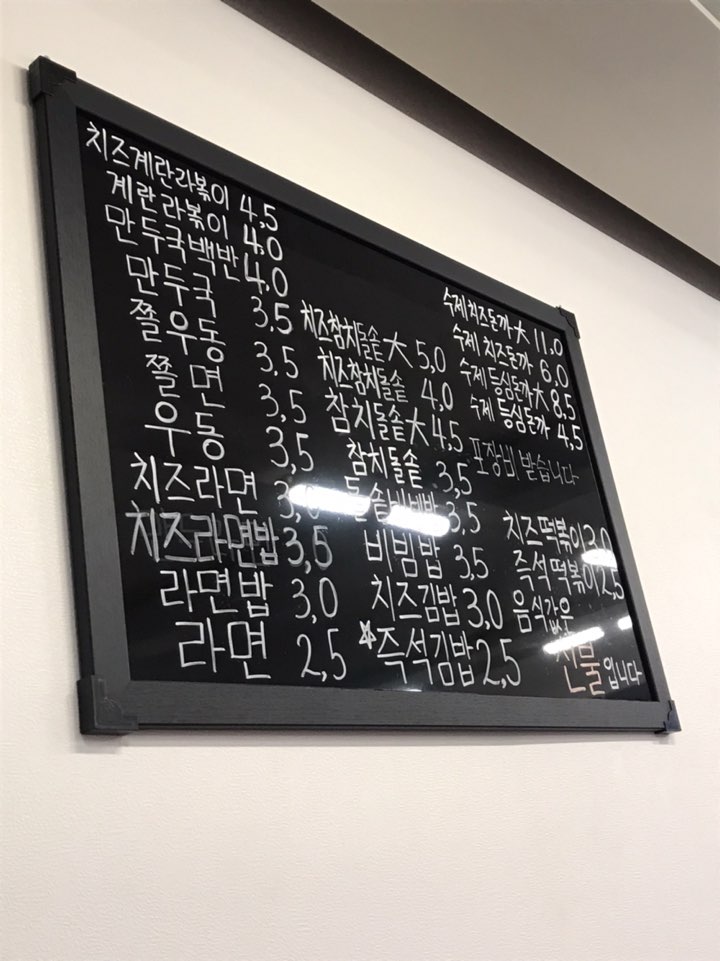 치즈계란라볶이 4,5
계란라볶이 4.0
만두국백반 4.0
만두국 3.5
쫄우동 3.5
쫄면 3,5
우동 3,5
치즈라면 3,0
치즈라면밥 3,5
라면밥 3,0
라면 2,5
치즈참치돌솥大 5,0
치즈참치돌솥 4,0
참치돌솥大 4,5
참치돌솥 3,5
돌솥비빔밥 3,5
비빔밥 3,5
치즈김밥 3,0
☆즉석김밥 2,5
수제치즈돈까大 11.0
수제 치즈돈까 6,0
수제 등심돈까大 8,5
수제 등심돈까 4,5
포장비 받습니다
치즈떡볶이 3,0
즉석떡볶이 2,5
음식값은
선불입니다